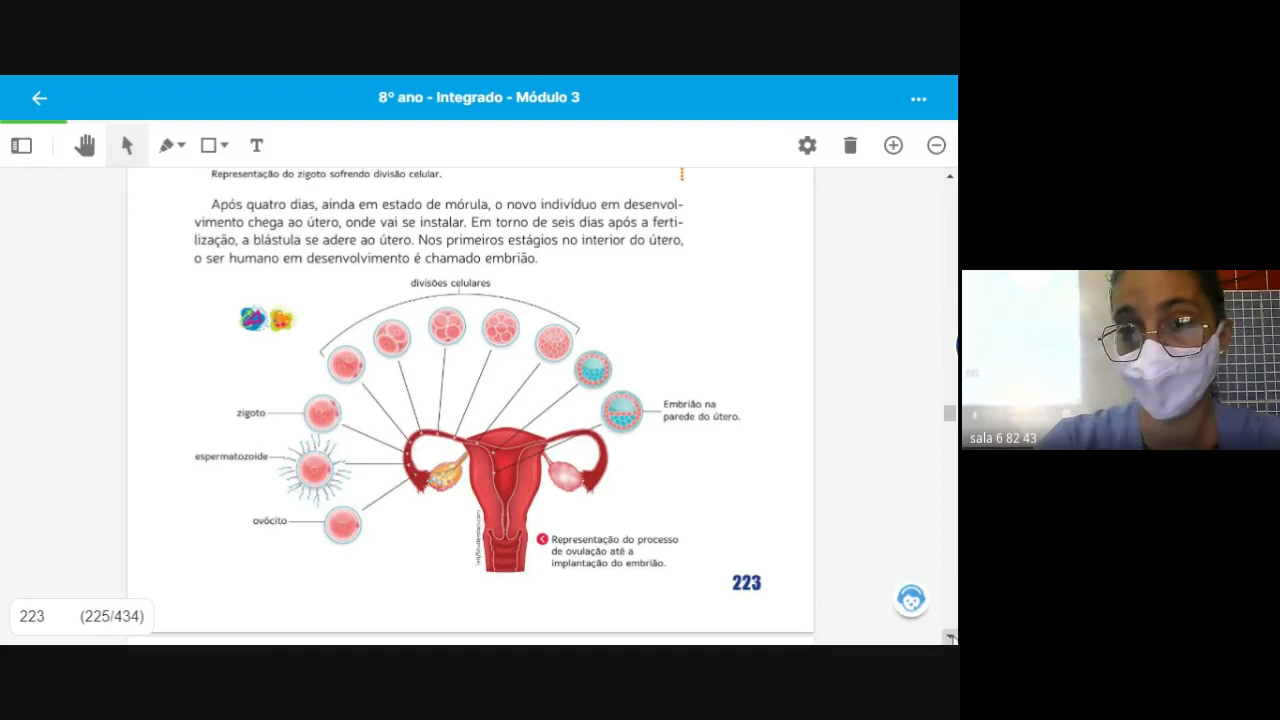 8º ano - Integrado - Módulo 3
T
Representação do zigoto sofrendo divisão celular.
Após quatro dias, ainda em estado de mórula, o novo indivíduo em desenvol-
vimento chega ao útero, onde vai se instalar. Em torno de seis dias após a ferti-
lização, a blástula se adere ao útero. Nos primeiros estágios no interior do útero,
o ser humano em desenvolvimento é chamado embrião.
divisões celulares
zigoto
espermatozoide
ovócito
Embrião na
parede do útero.
Representação do processo
de ovulação até a
implantação do embrião.
223
223 (225/434)
sala 6 82 43